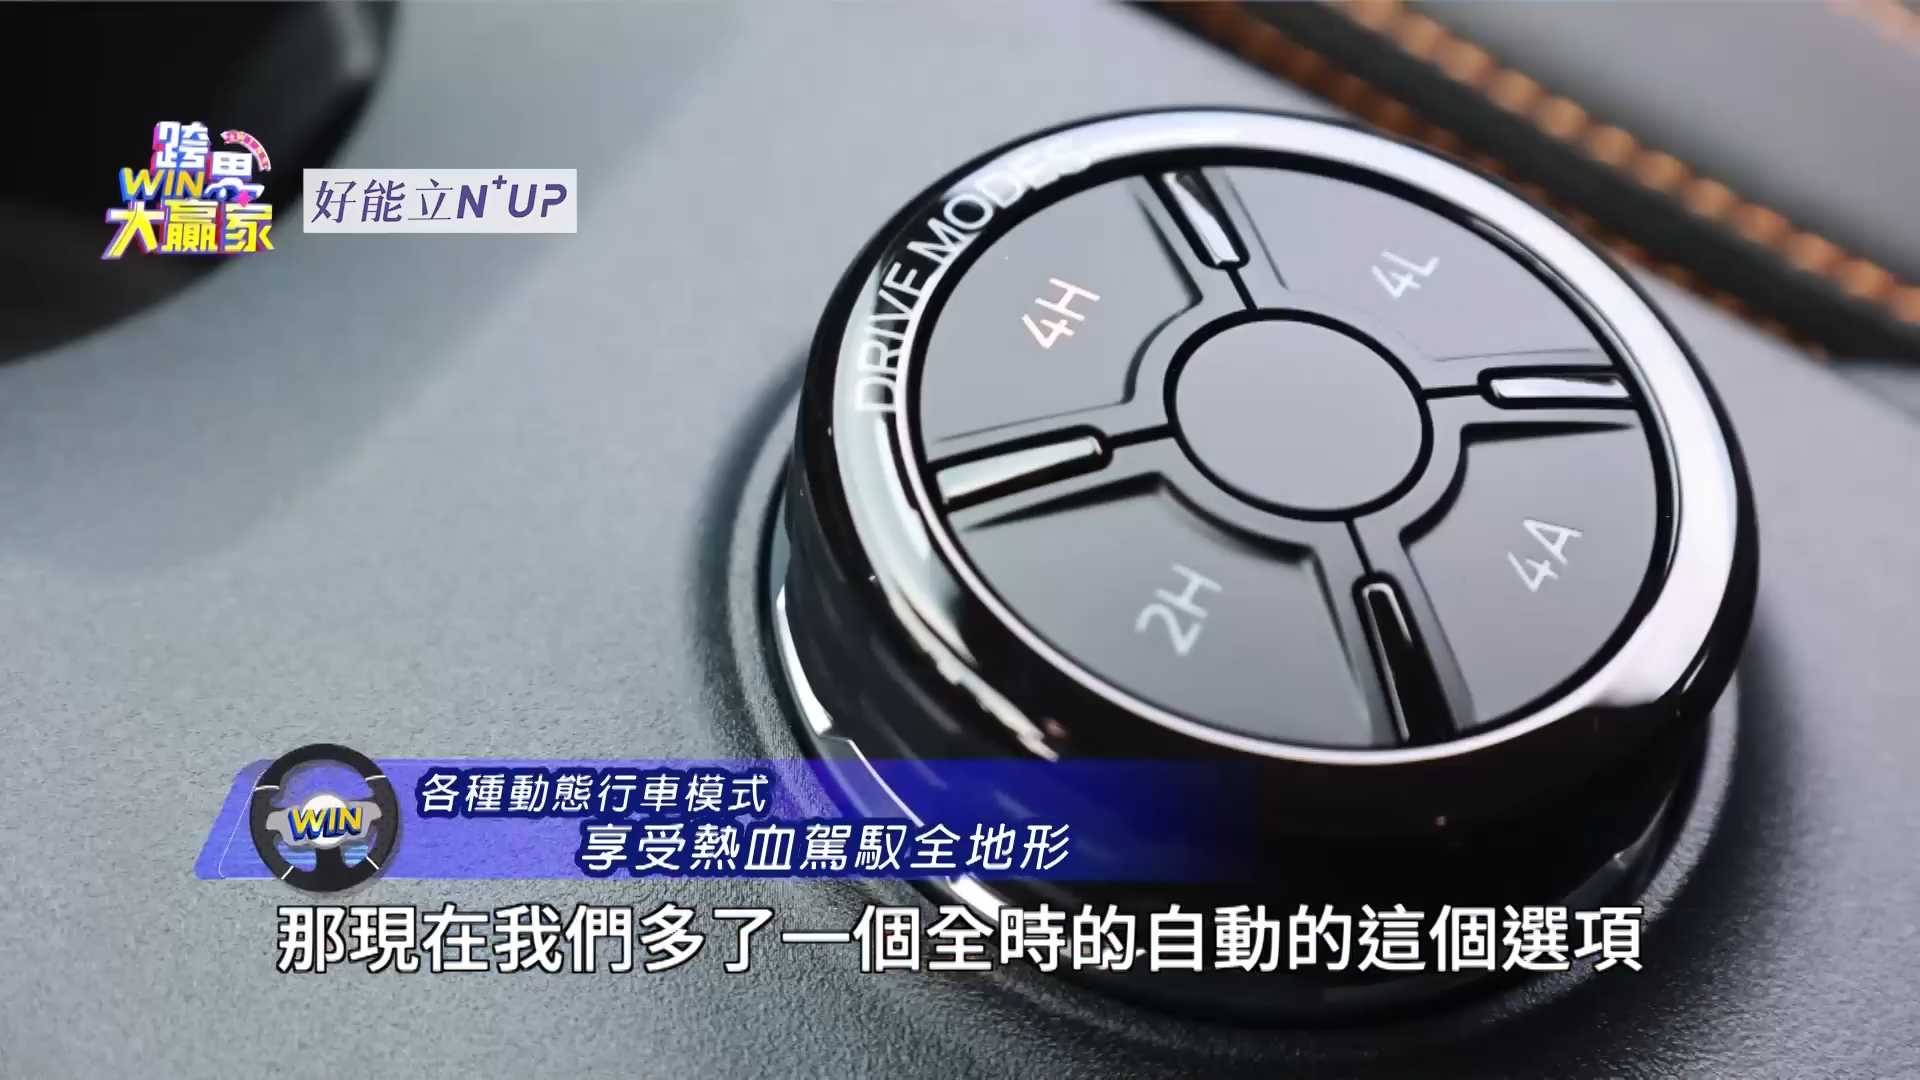 跨界
WIN
大贏家
好能立N+UP
DRIVE MODES
4H
4L
2H
4A
WIN
各種動態行車模式
享受熱血駕馭全地形
那現在我們多了一個全時的自動的這個選項